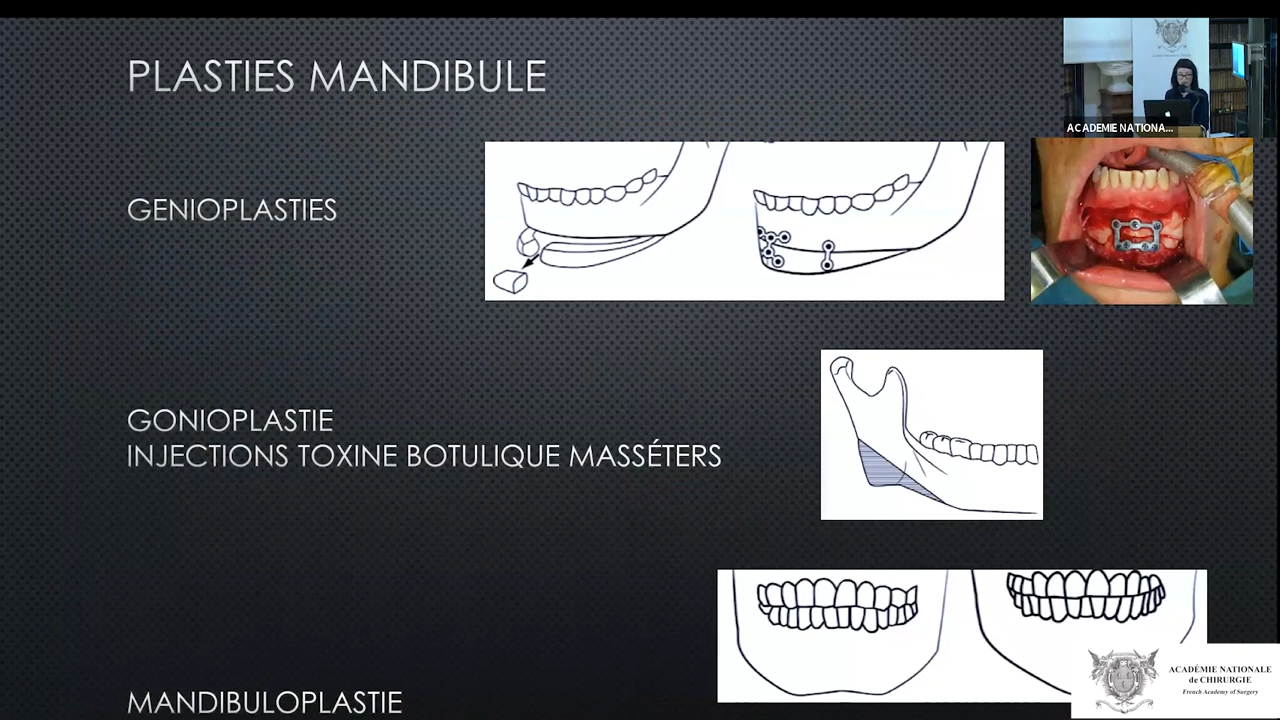 PLASTIES MANDIBULE
ACADEMIE NATIONA...
GENIOPLASTIES
GONIOPLASTIE
INJECTIONS TOXINE BOTULIQUE MASSÉTERS
MANDIBULOPLASTIE
ACADÉMIE NATIONALE
de CHIRURGIE
French Academy of Surgery